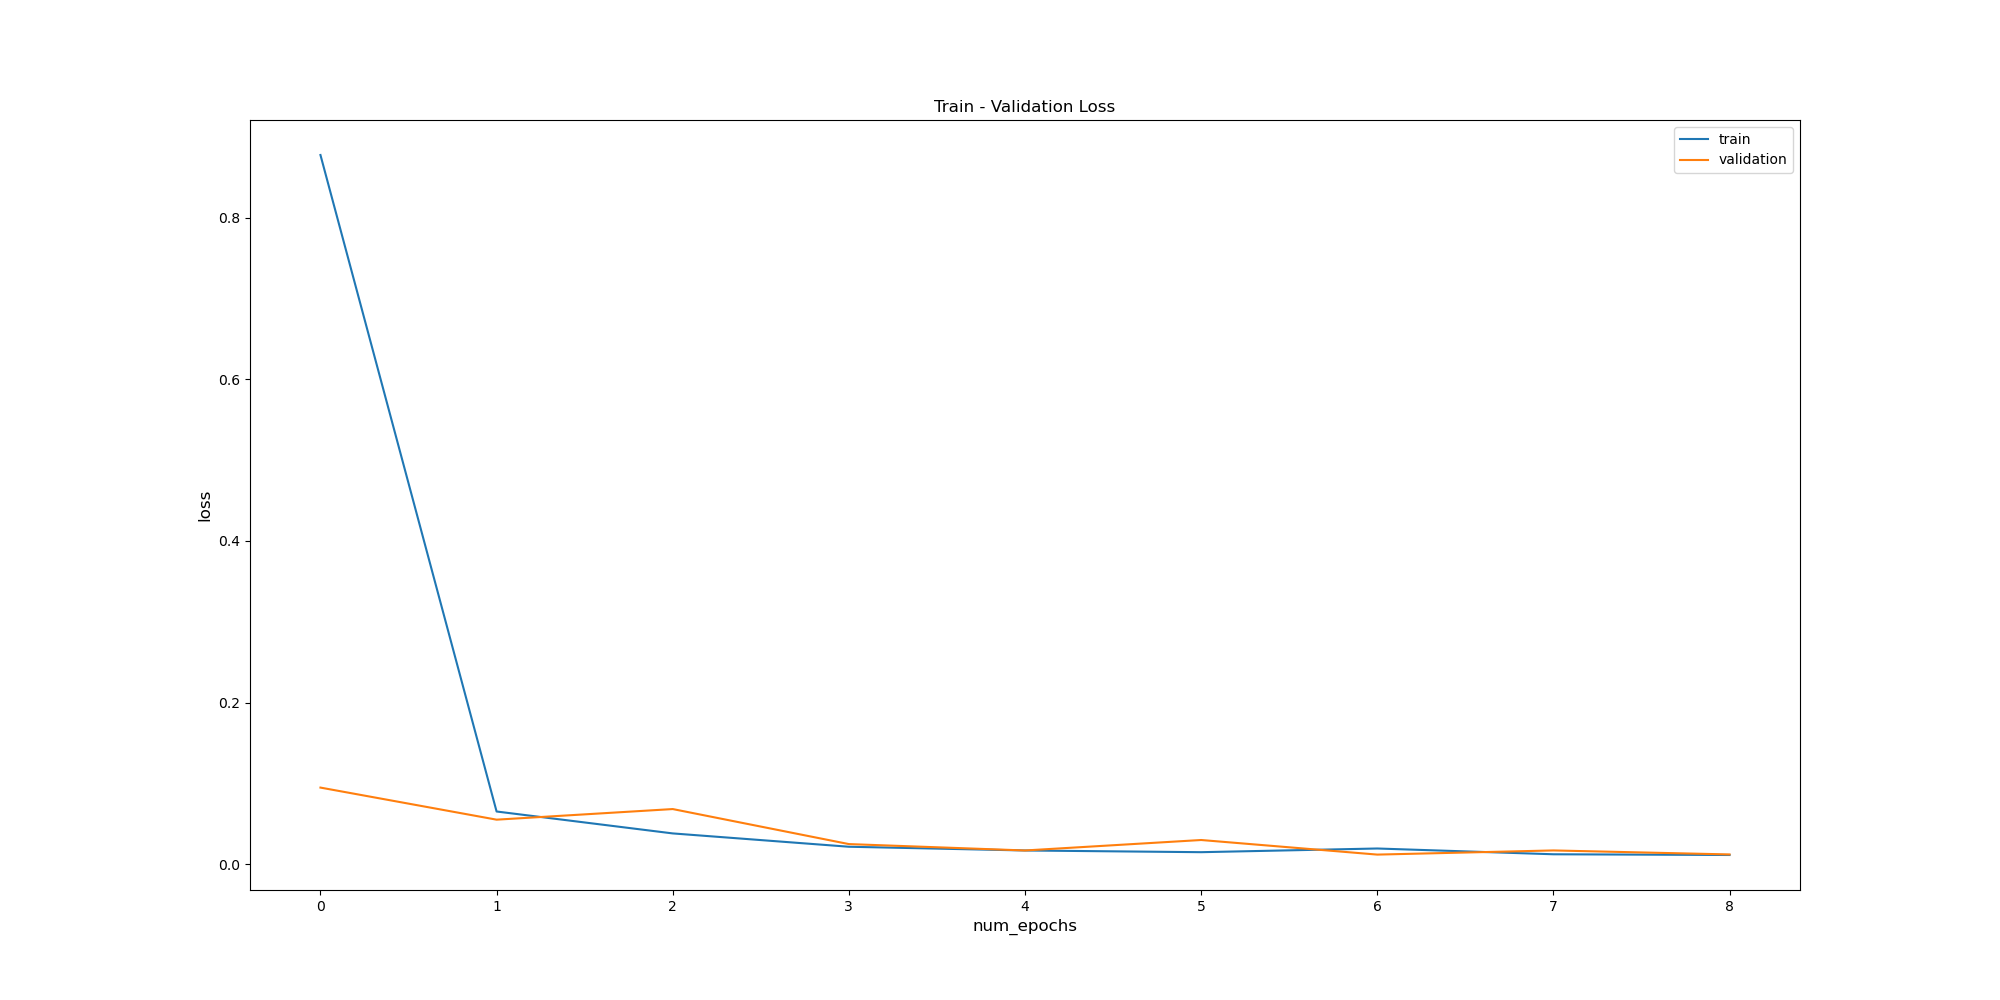 Train - Validation Loss
train
validation
0.8
0.6
0.4
0.2
0.0
loss
0 1 2 3 4 5 6 7 8
num_epochs